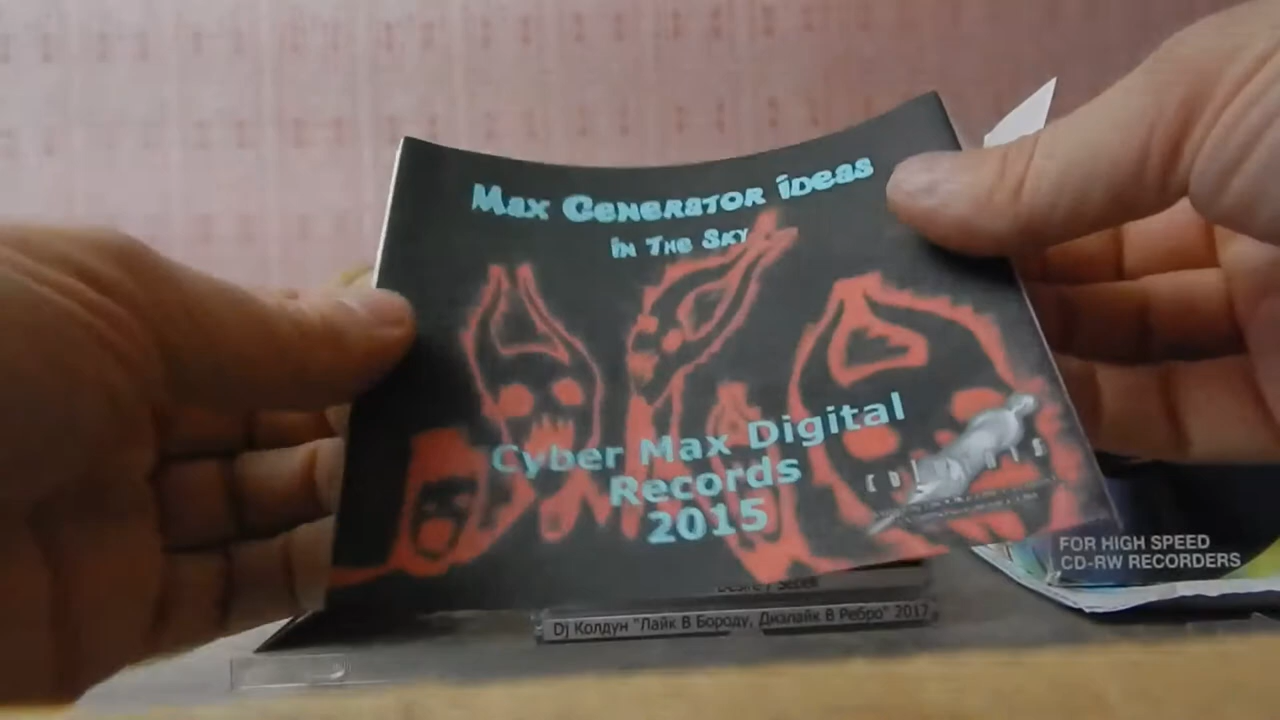 Max Generator ideas
in The Sky
Cyber Max Digital
Records
2015
FOR HIGH SPEED
CD-RW RECORDERS
Dj Колдун "Лайк В Бороду, Дизлайк В Ребро" 2017